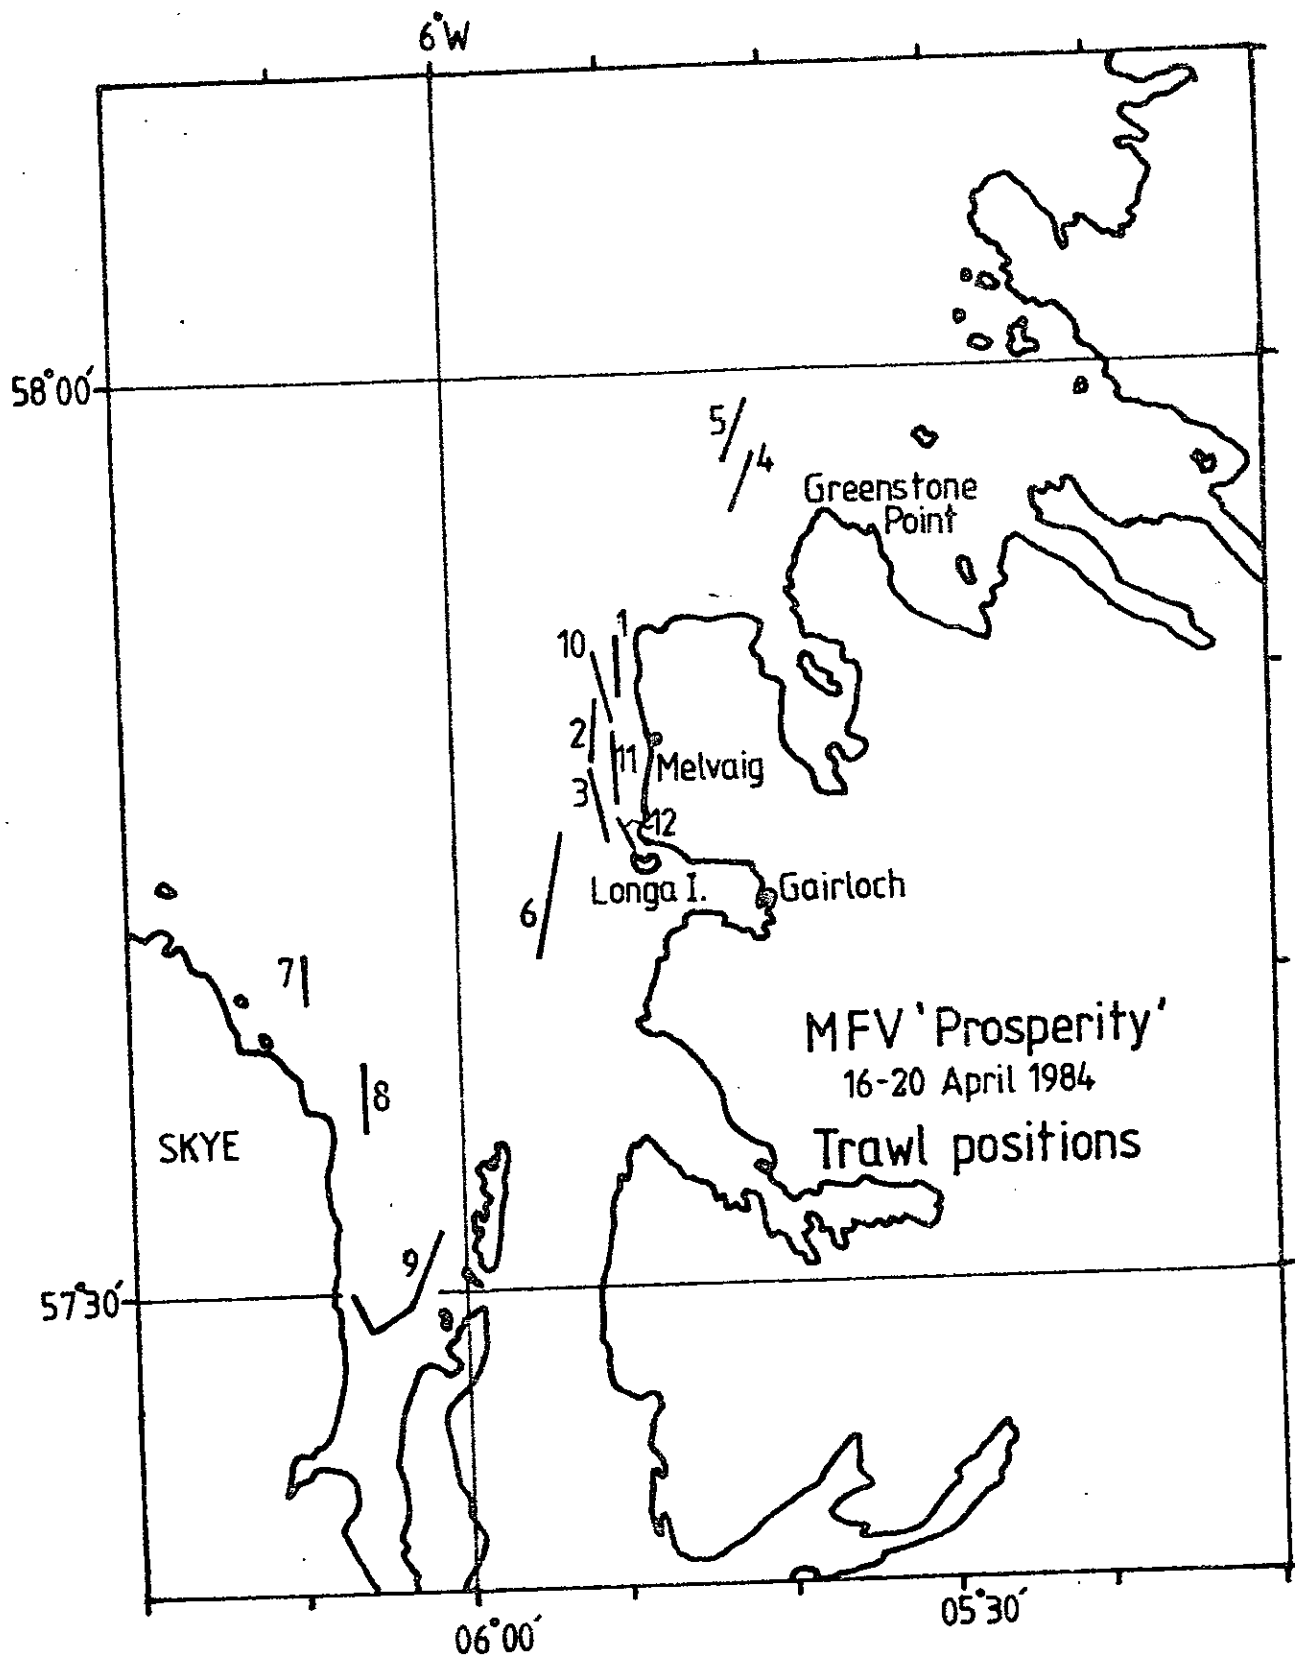 6°W
58°00′
5
4
Greenstone
Point
1
10
2
11
Melvaig
3
12
Longa I.
Gairloch
6
7
MFV 'Prosperity'
16-20 April 1984
8
SKYE
Trawl positions
9
57°30′
05°30′
06°00′